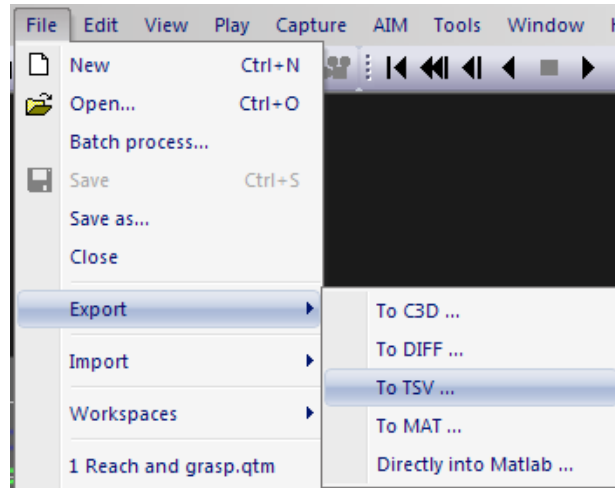 File Edit View Play Capture AIM Tools Window
New Ctrl+N
Open... Ctrl+O
Batch process...
Save Ctrl+S
Save as...
Close
Export
To C3D ...
To DIFF ...
To TSV ...
To MAT ...
Directly into Matlab ...
Import
Workspaces
1 Reach and grasp.qtm